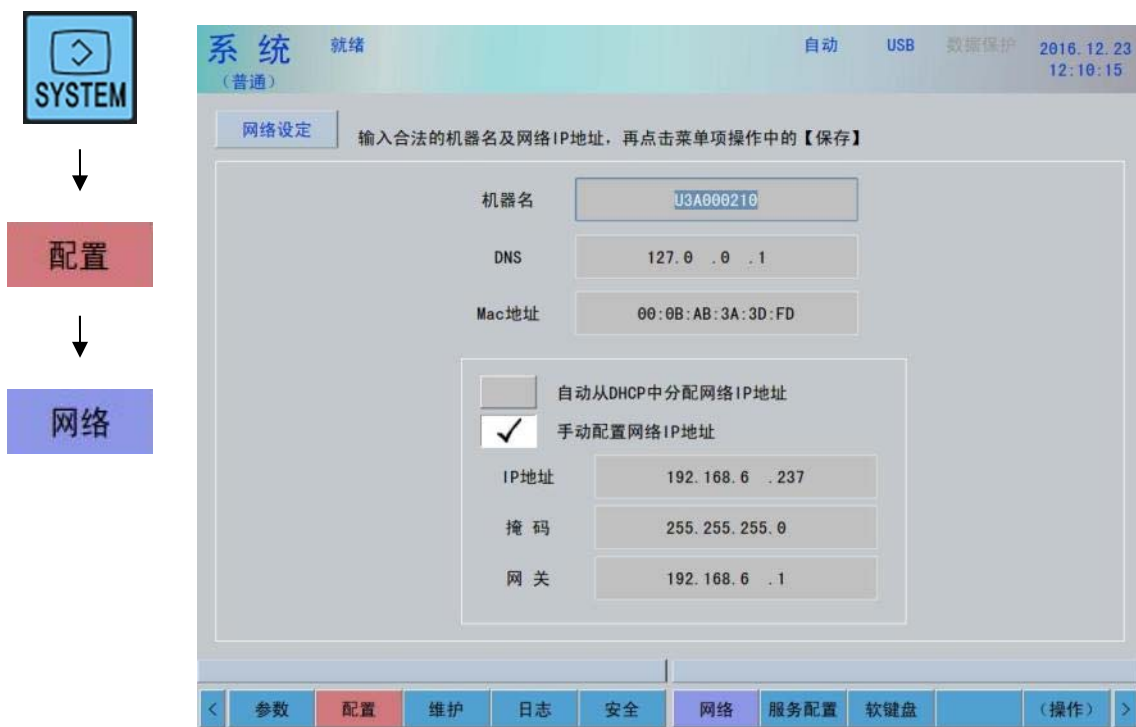 SYSTEM
配置
网络
系 统 就绪 自动 USB 数据保护 2016.12.23
（普通） 12:10:15
网络设定 输入合法的机器名及网络IP地址，再点击菜单项操作中的【保存】
机器名 U3A000210
DNS 127.0 .0 .1
Mac地址 00:0B:AB:3A:3D:FD
自动从DHCP中分配网络IP地址
手动配置网络IP地址
IP地址 192.168.6 .237
掩 码 255.255.255.0
网 关 192.168.6 .1
< 参数 配置 维护 日志 安全 网络 服务配置 软键盘 （操作） >